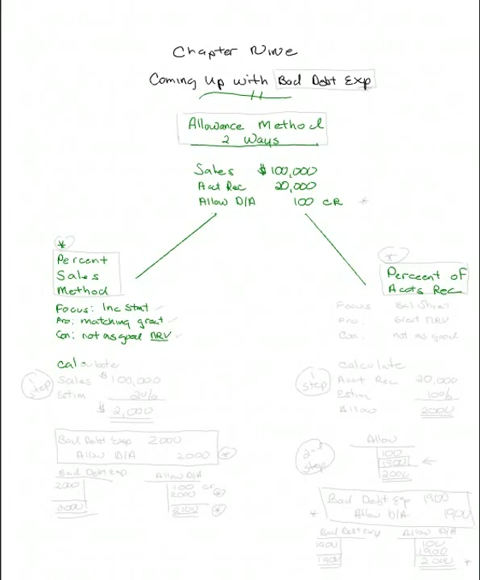 Chapter Nine
Coming Up with Bad Debt Exp
Allowance Method
2 Ways
Sales $100,000
Acct Rec 20,000
Allow D/A 100 CR *
*
Percent
Sales
Method
Focus: Inc Stmt
Pro: matching great
Con: not as good NRV
calculate
1 step
Sales $100,000
Estim 2%
$ 2,000
Bad Debt Exp 2000
Allow D/A 2000
Bad Debt Exp Allow D/A
2000 100 cr
2000
2000 2100
Percent of
Accts Rec
Focus Bal Sheet
Pro: Great NRV
Con: not as good
calculate
1 step
Acct Rec 20,000
Estim 10%
Allow 2000
2nd step
Allow
100
1900
2000
Bad Debt Exp 1900
Allow D/A 1900
*
Bad Debt Exp Allow D/A
1900 100
1900
1900 2000 *